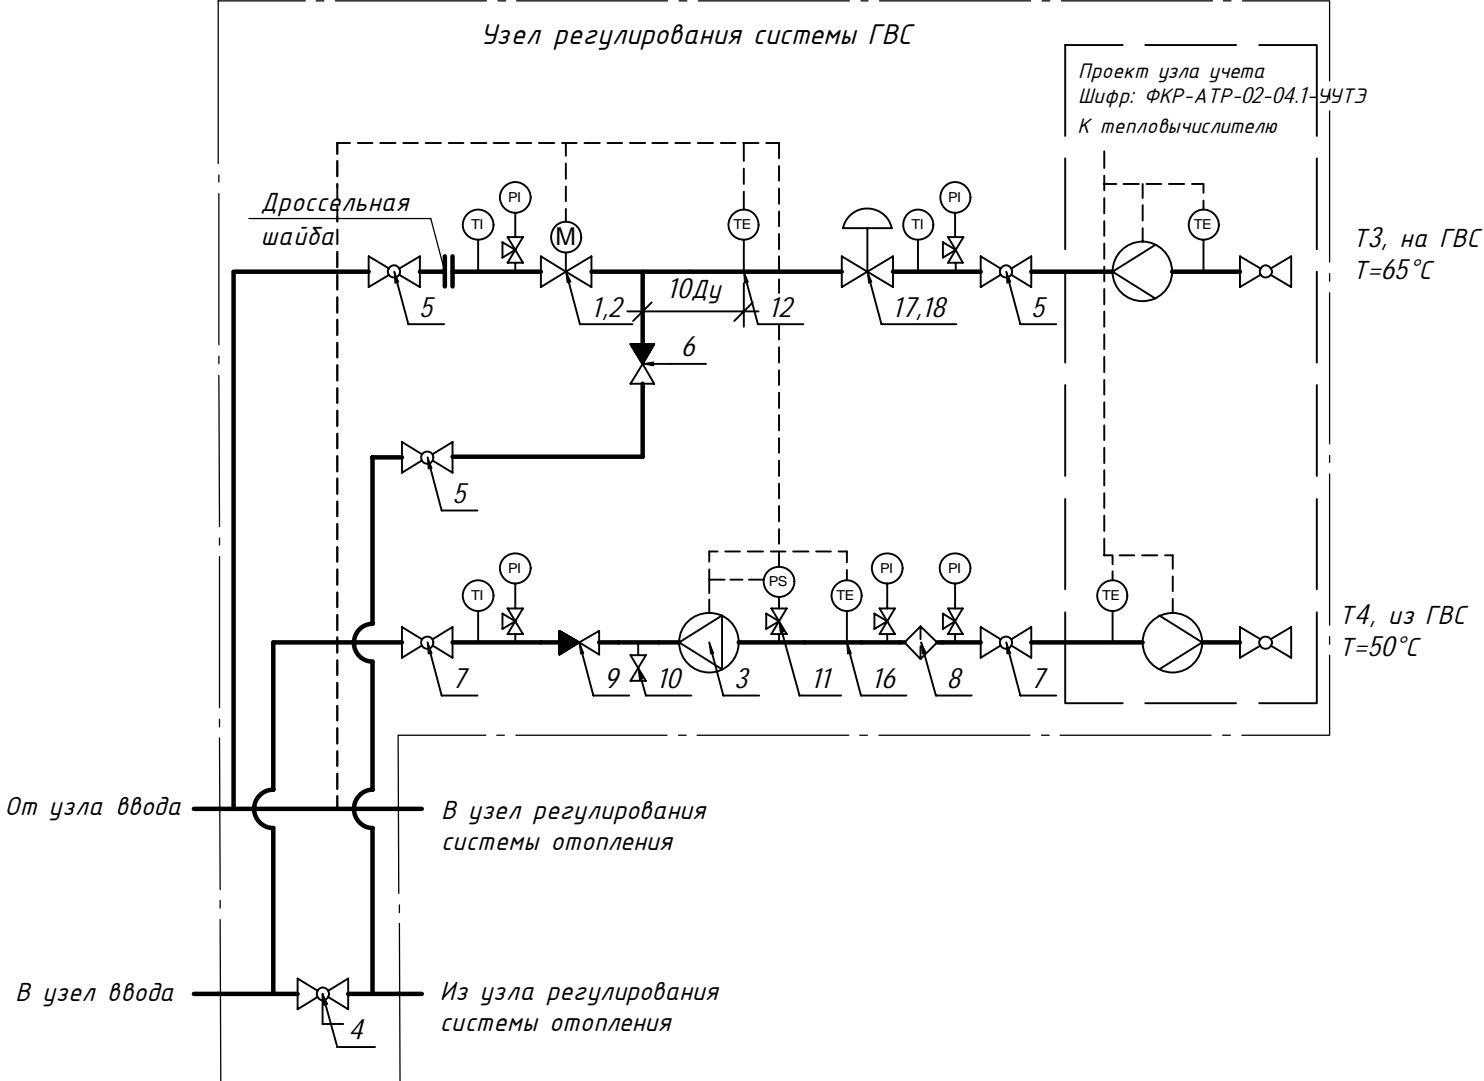 Узел регулирования системы ГВС
Проект узла учета
Шифр: ФКР-АТР-02-04.1-УУТЭ
К тепловычислителю
Дроссельная
шайба
TI
PI
M
TE
TI
PI
TE
Т3, на ГВС
Т=65°С
5
1,2
10Ду
12
17,18
5
6
5
TI
PI
PS
TE
PI
PI
TE
Т4, из ГВС
Т=50°С
7
9
10
3
11
16
8
7
От узла ввода
В узел регулирования
системы отопления
В узел ввода
Из узла регулирования
системы отопления
4